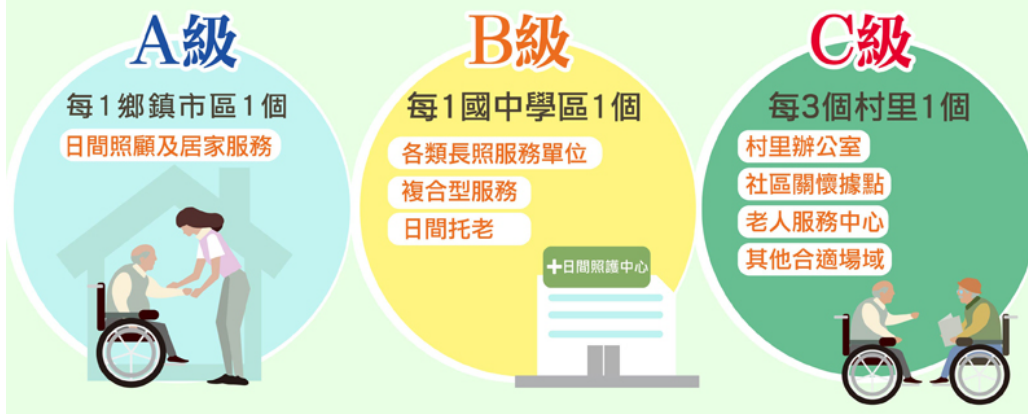 A級
每1鄉鎮市區1個
日間照顧及居家服務
B級
每1國中學區1個
各類長照服務單位
複合型服務
日間托老
日間照護中心
C級
每3個村里1個
村里辦公室
社區關懷據點
老人服務中心
其他合適場域